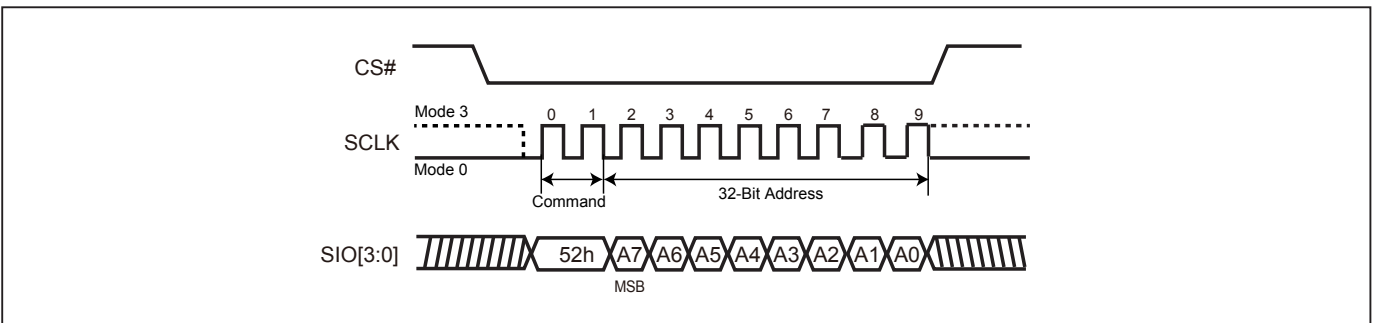 CS#
Mode 3
0 1 2 3 4 5 6 7 8 9
SCLK
Mode 0
Command
32-Bit Address
SIO[3:0]
52h A7 A6 A5 A4 A3 A2 A1 A0
MSB